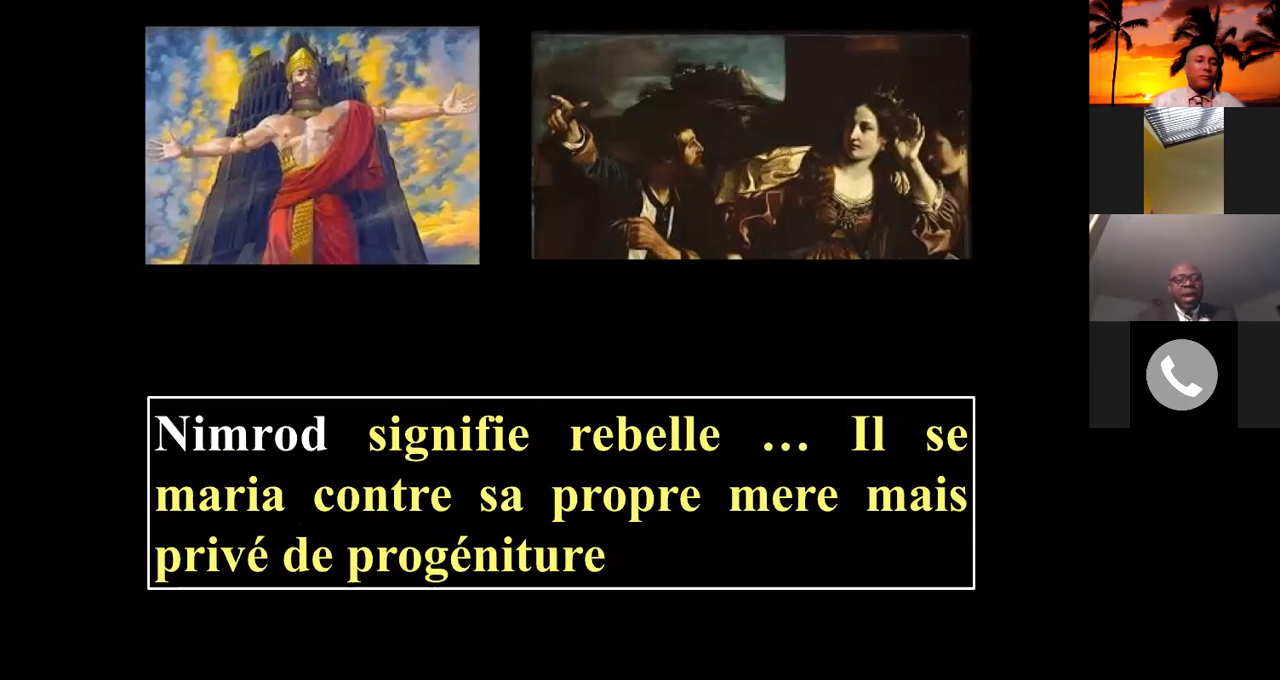 Nimrod signifie rebelle … Il se
maria contre sa propre mere mais
privé de progéniture